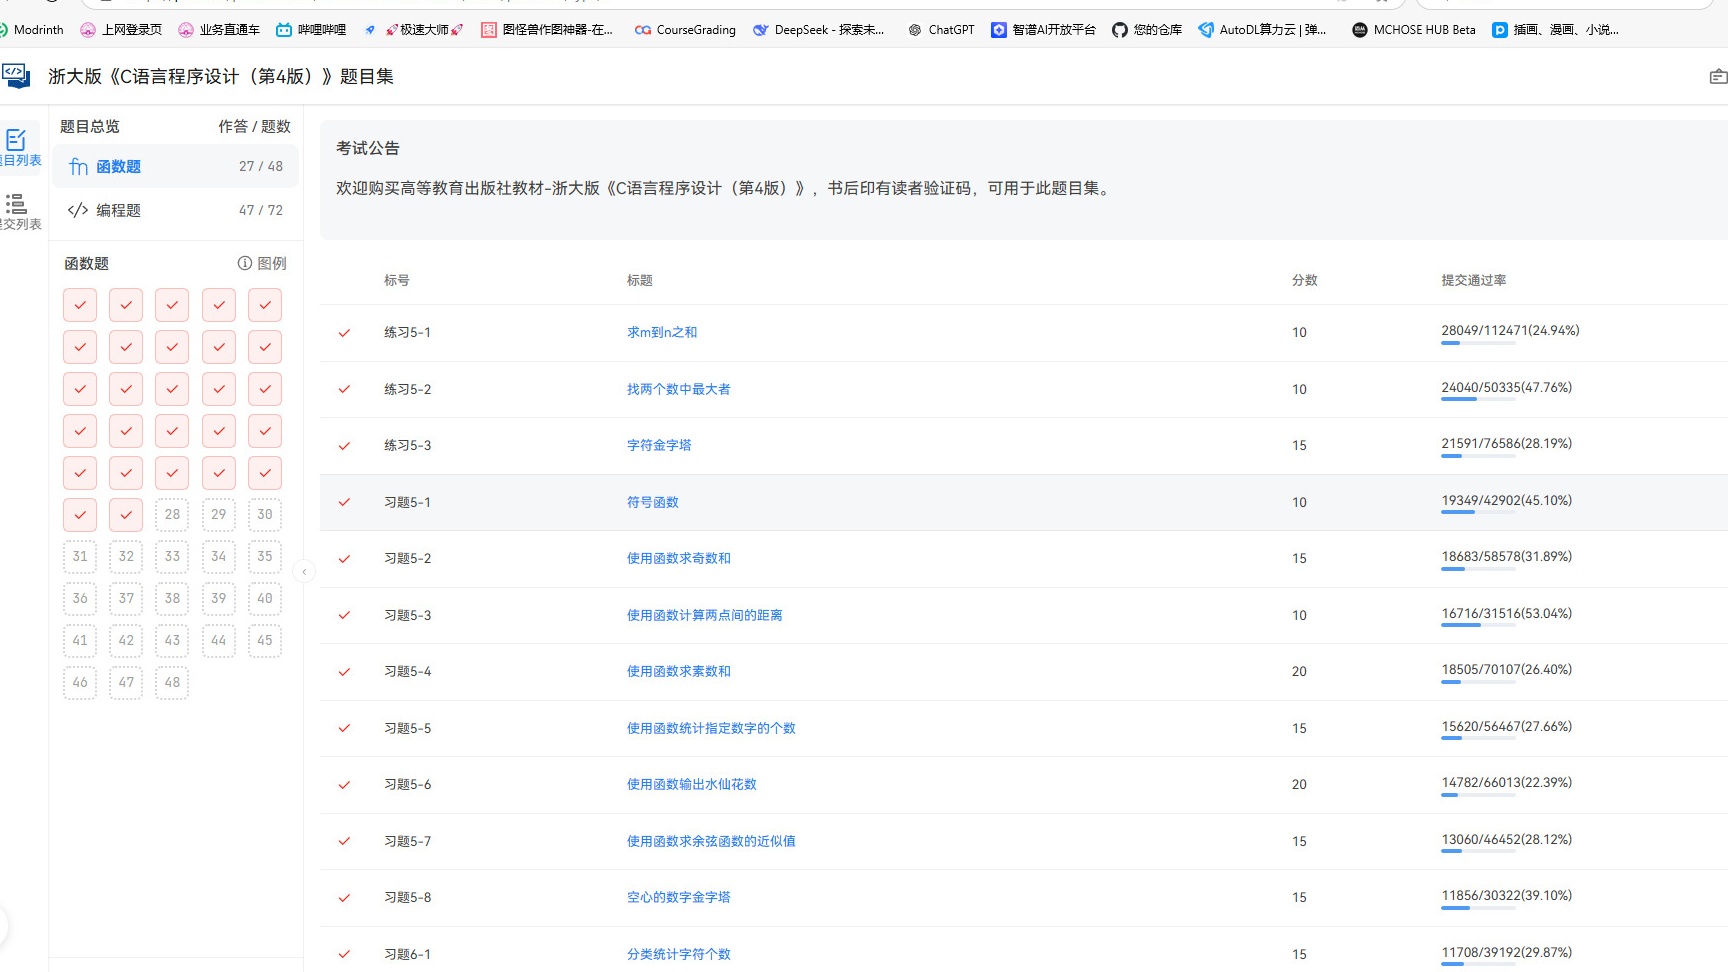 Modrinth 上网登录页 业务直通车 哔哩哔哩 🚀极速大师🚀 图怪兽作图神器-在... CourseGrading DeepSeek - 探索未... ChatGPT 智谱AI开放平台 您的仓库 AutoDL算力云 | 弹... MCHOSE HUB Beta 插画、漫画、小说...
浙大版《C语言程序设计（第4版）》题目集
题目列表
提交列表
题目总览 作答 / 题数
fn 函数题 27 / 48
</> 编程题 47 / 72
函数题 图例
28 29 30
31 32 33 34 35
36 37 38 39 40
41 42 43 44 45
46 47 48
考试公告
欢迎购买高等教育出版社教材-浙大版《C语言程序设计（第4版）》，书后印有读者验证码，可用于此题目集。
标号 标题 分数 提交通过率
练习5-1 求m到n之和 10 28049/112471(24.94%)
练习5-2 找两个数中最大者 10 24040/50335(47.76%)
练习5-3 字符金字塔 15 21591/76586(28.19%)
习题5-1 符号函数 10 19349/42902(45.10%)
习题5-2 使用函数求奇数和 15 18683/58578(31.89%)
习题5-3 使用函数计算两点间的距离 10 16716/31516(53.04%)
习题5-4 使用函数求素数和 20 18505/70107(26.40%)
习题5-5 使用函数统计指定数字的个数 15 15620/56467(27.66%)
习题5-6 使用函数输出水仙花数 20 14782/66013(22.39%)
习题5-7 使用函数求余弦函数的近似值 15 13060/46452(28.12%)
习题5-8 空心的数字金字塔 15 11856/30322(39.10%)
习题6-1 分类统计字符个数 15 11708/39192(29.87%)